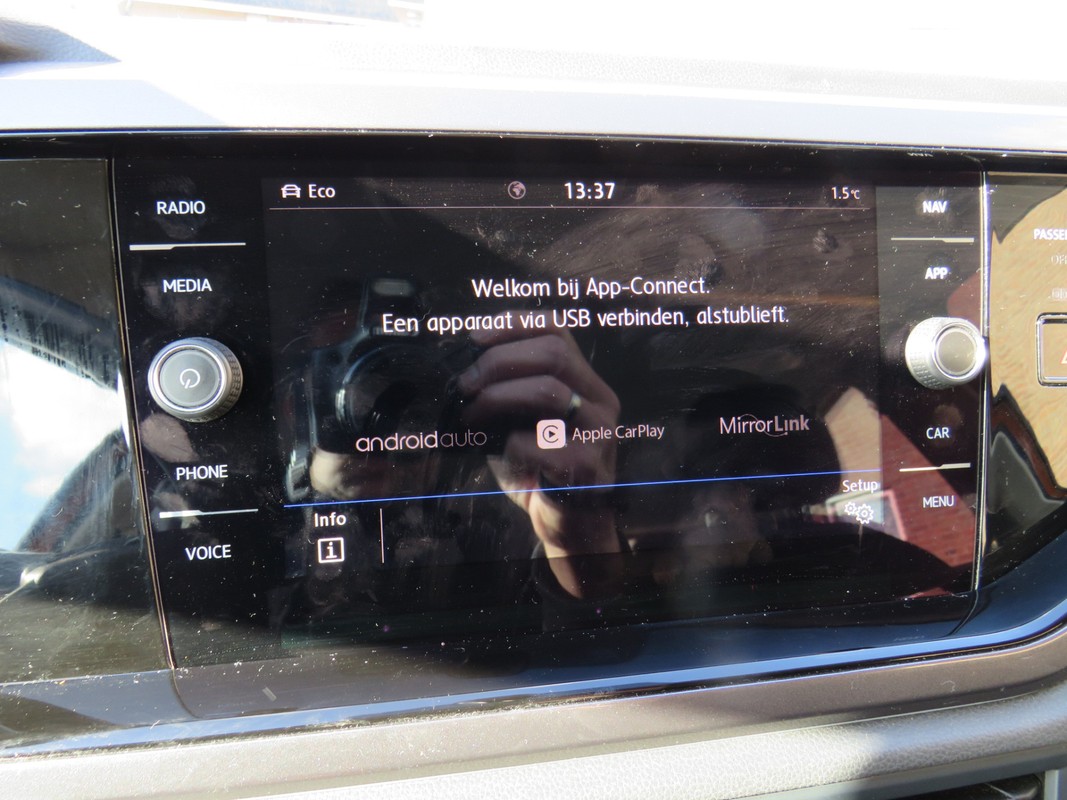 RADIO
MEDIA
PHONE
VOICE
Eco
13:37
1.5°C
Welkom bij App-Connect.
Een apparaat via USB verbinden, alstublieft.
androidauto
Apple CarPlay
MirrorLink
Info
i
Setup
NAV
APP
CAR
MENU
PASSE